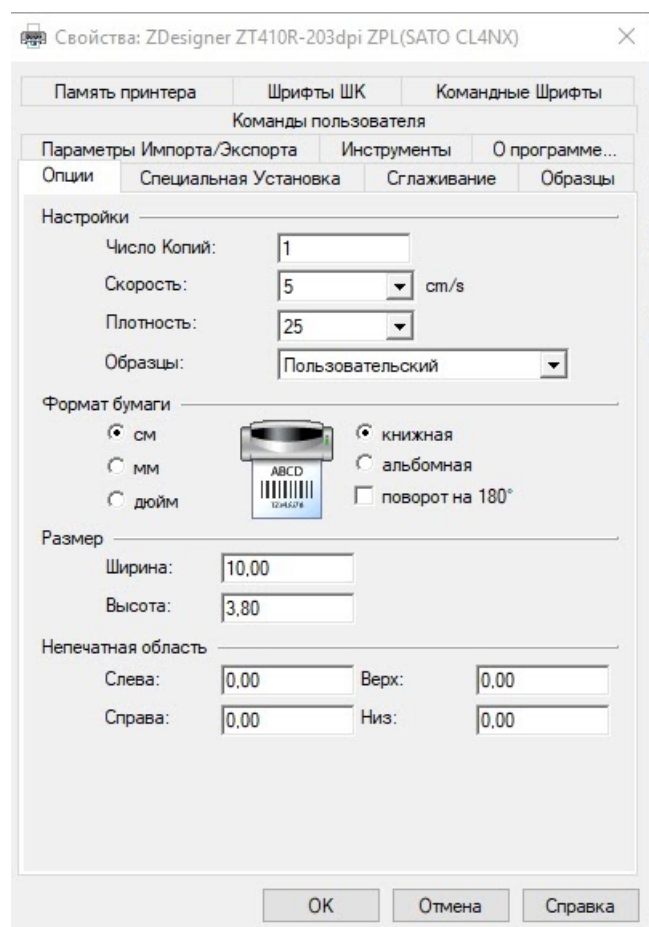 Свойства: ZDesigner ZT410R-203dpi ZPL(SATO CL4NX)
Память принтера Шрифты ШК Командные Шрифты
Команды пользователя
Параметры Импорта/Экспорта Инструменты О программе...
Опции Специальная Установка Сглаживание Образцы
Настройки
Число Копий: 1
Скорость: 5 cm/s
Плотность: 25
Образцы: Пользовательский
Формат бумаги
см книжная
мм альбомная
дюйм поворот на 180°
ABCD
Размер
Ширина: 10,00
Высота: 3,80
Непечатная область
Слева: 0,00 Верх: 0,00
Справа: 0,00 Низ: 0,00
OK Отмена Справка